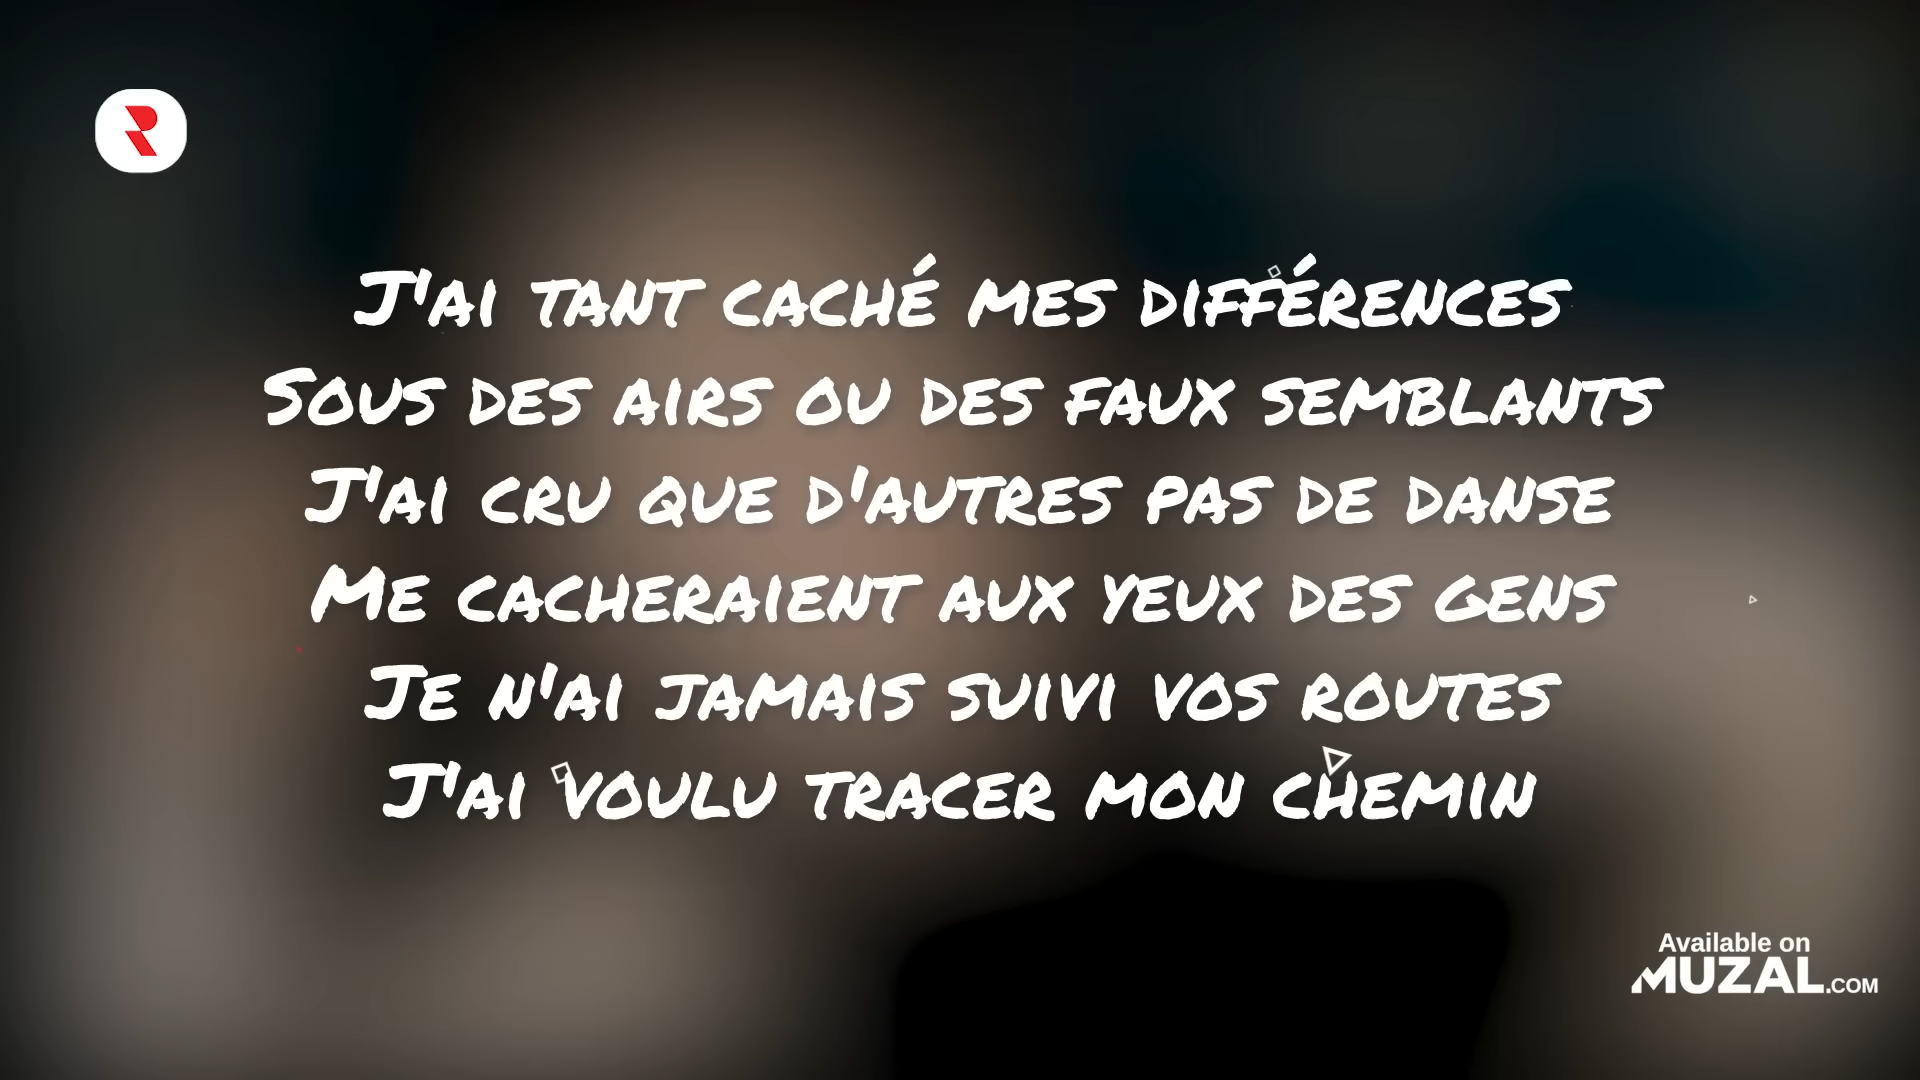 J'ai tant caché mes différences
Sous des airs ou des faux semblants
J'ai cru que d'autres pas de danse
Me cacheraient aux yeux des gens
Je n'ai jamais suivi vos routes
J'ai voulu tracer mon chemin
Available on
MUZAL.COM